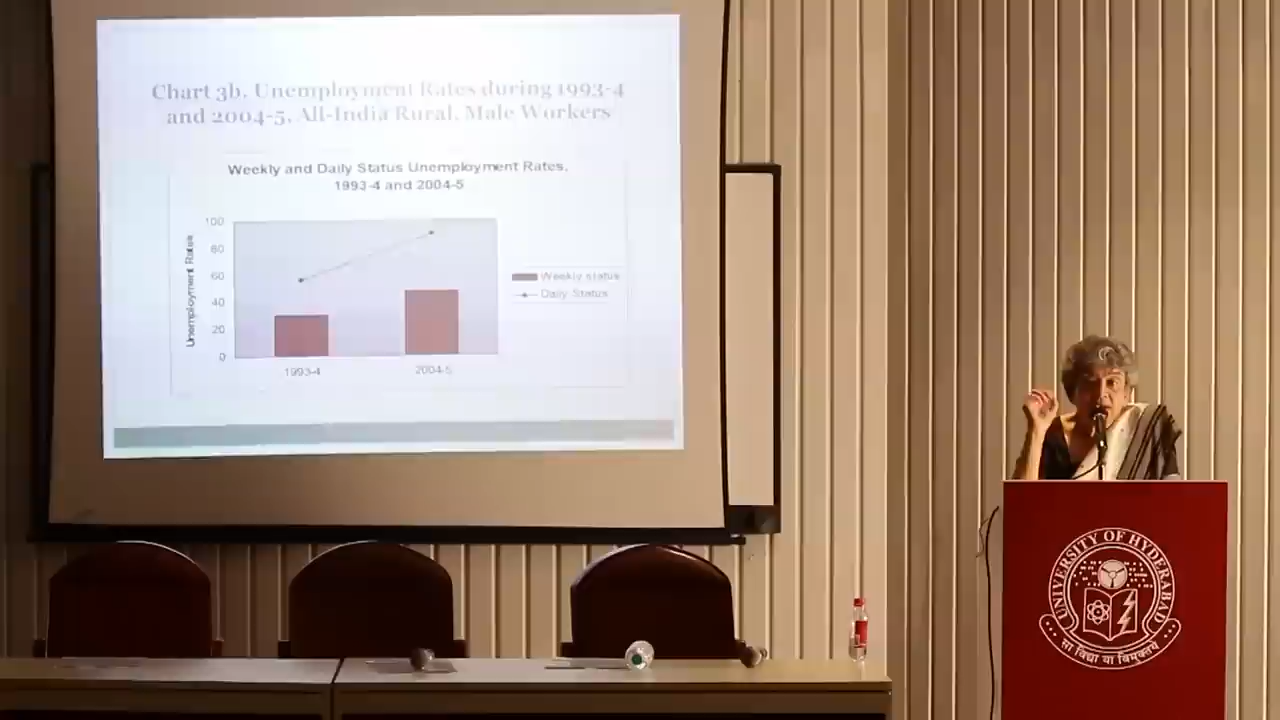 Chart 3b. Unemployment Rates during 1993-4
and 2004-5, All-India Rural, Male Workers
Weekly and Daily Status Unemployment Rates,
1993-4 and 2004-5
Unemployment Rates
100
80
60
40
20
0
1993-4
2004-5
Weekly status
Daily Status
UNIVERSITY OF HYDERABAD
सा विद्या या विमुक्तये